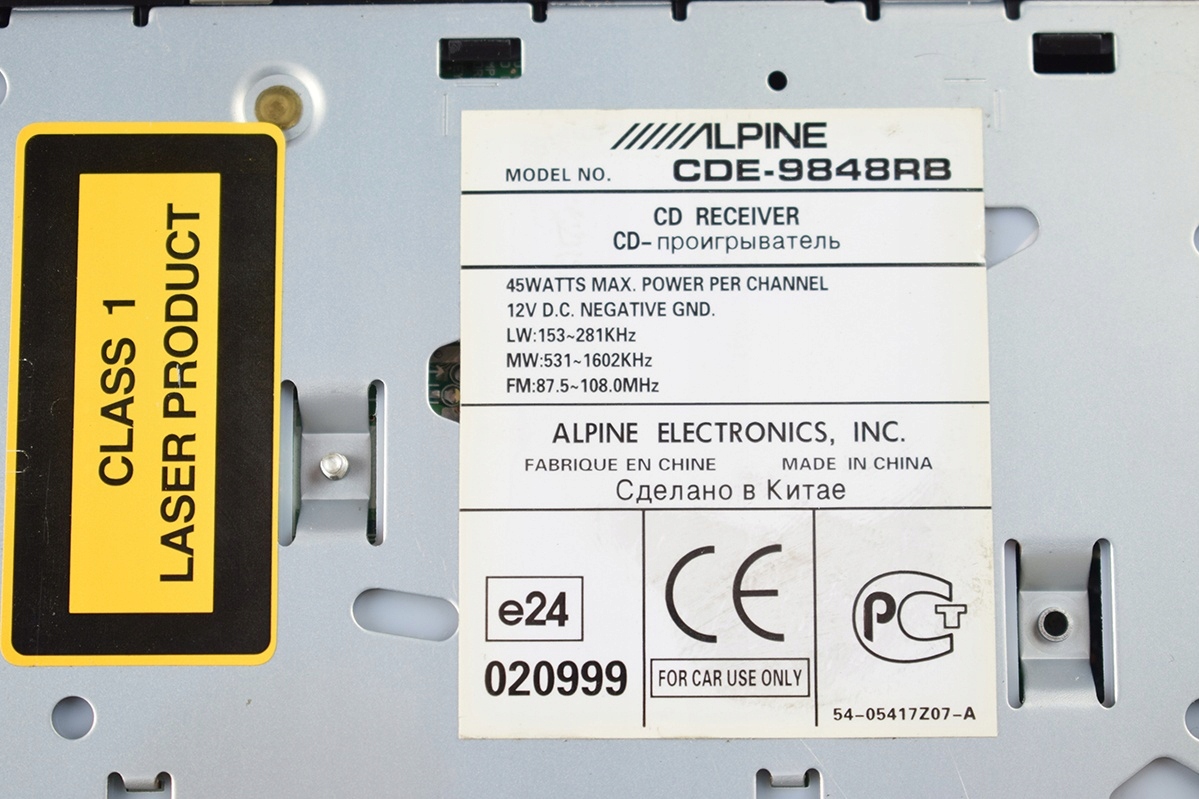 CLASS 1
LASER PRODUCT
ALPINE
MODEL NO. CDE-9848RB
CD RECEIVER
CD-проигрыватель
45WATTS MAX. POWER PER CHANNEL
12V D.C. NEGATIVE GND.
LW:153~281KHz
MW:531~1602KHz
FM:87.5~108.0MHz
ALPINE ELECTRONICS, INC.
FABRIQUE EN CHINE MADE IN CHINA
Сделано в Китае
e24
020999
CE
FOR CAR USE ONLY
РСТ
54-05417Z07-A